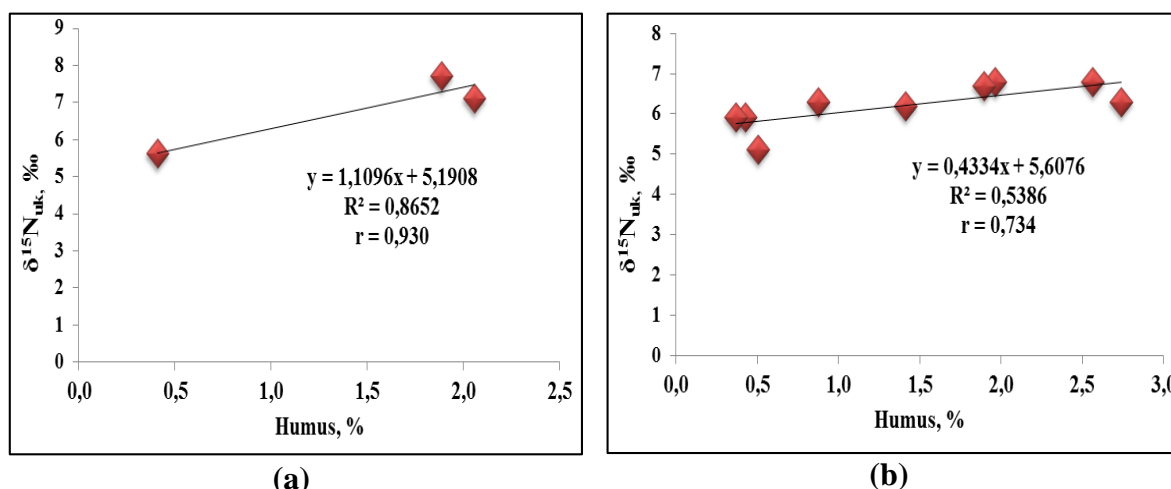 9
8
7
6
5
4
3
2
1
0
δ¹⁵N_uk, ‰
y = 1,1096x + 5,1908
R² = 0,8652
r = 0,930
0,0 0,5 1,0 1,5 2,0 2,5
Humus, %
(a)
8
7
6
5
4
3
2
1
0
δ¹⁵N_uk, ‰
y = 0,4334x + 5,6076
R² = 0,5386
r = 0,734
0,0 0,5 1,0 1,5 2,0 2,5 3,0
Humus, %
(b)